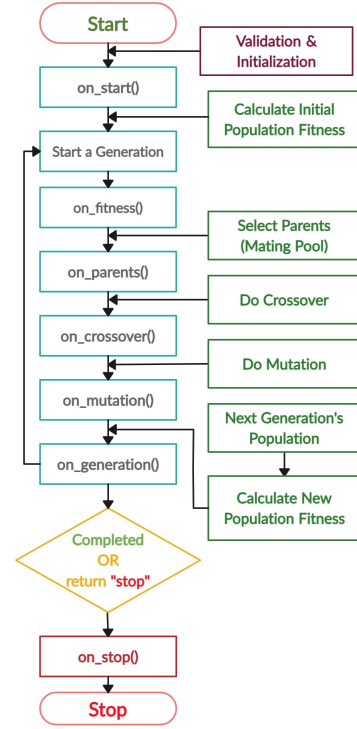 Start
Validation &
Initialization
on_start()
Calculate Initial
Population Fitness
Start a Generation
on_fitness()
Select Parents
(Mating Pool)
on_parents()
Do Crossover
on_crossover()
Do Mutation
on_mutation()
Next Generation's
Population
on_generation()
Calculate New
Population Fitness
Completed
OR
return "stop"
on_stop()
Stop